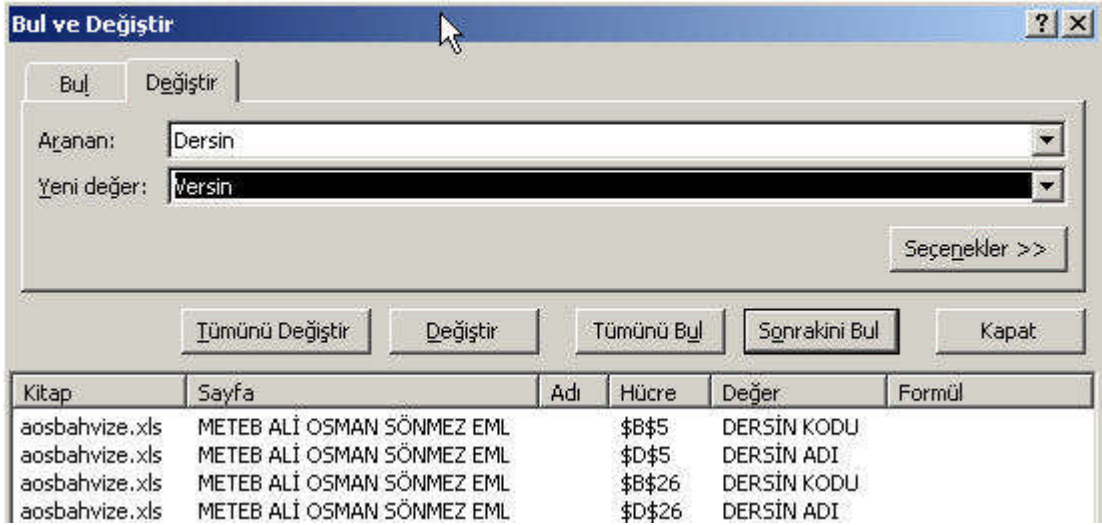 Bul ve Değiştir
Bul Değiştir
Aranan: Dersin
Yeni değer: Versin
Seçenekler >>
Tümünü Değiştir Değiştir Tümünü Bul Sonrakini Bul Kapat
Kitap Sayfa Adı Hücre Değer Formül
aosbahvize.xls METEB ALİ OSMAN SÖNMEZ EML $B$5 DERSİN KODU
aosbahvize.xls METEB ALİ OSMAN SÖNMEZ EML $D$5 DERSİN ADI
aosbahvize.xls METEB ALİ OSMAN SÖNMEZ EML $B$26 DERSİN KODU
aosbahvize.xls METEB ALİ OSMAN SÖNMEZ EML $D$26 DERSİN ADI